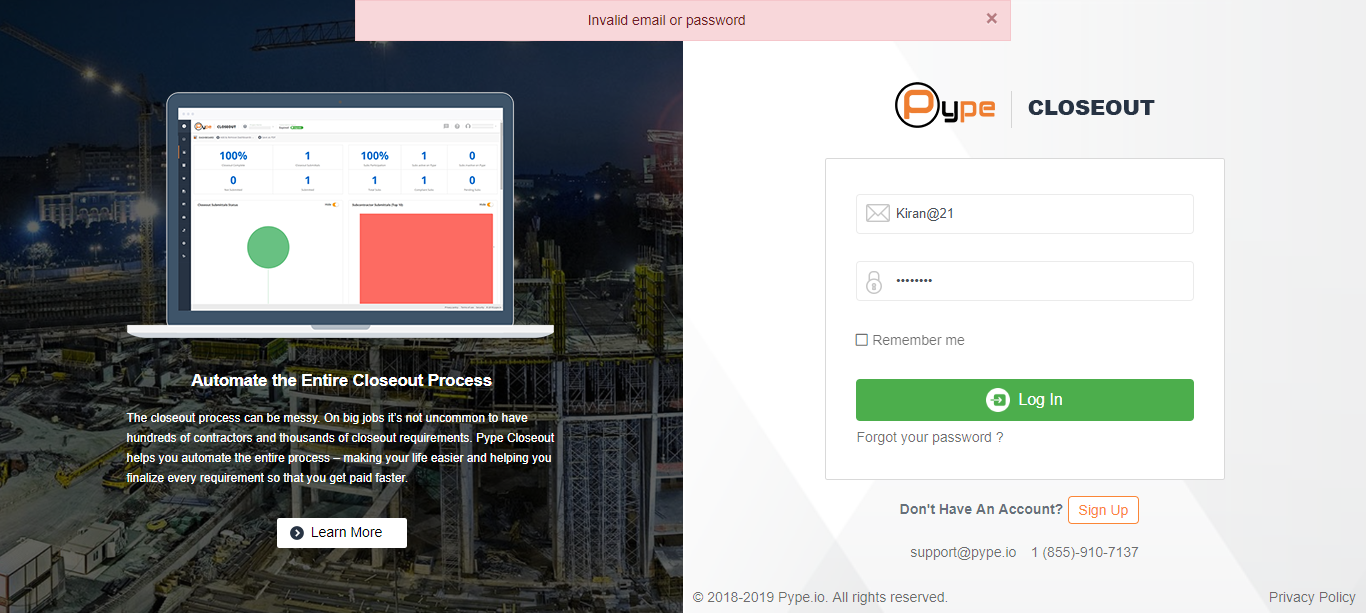 Invalid email or password
×
Pype CLOSEOUT
Pype CLOSEOUT
100% 1 100% 1 0
0 1 1 1 0
Kiran@21
••••••••
Remember me
Log In
Forgot your password ?
Automate the Entire Closeout Process
The closeout process can be messy. On big jobs it's not uncommon to have
hundreds of contractors and thousands of closeout requirements. Pype Closeout
helps you automate the entire process – making your life easier and helping you
finalize every requirement so that you get paid faster.
Learn More
Don't Have An Account? Sign Up
support@pype.io 1 (855)-910-7137
© 2018-2019 Pype.io. All rights reserved. Privacy Policy